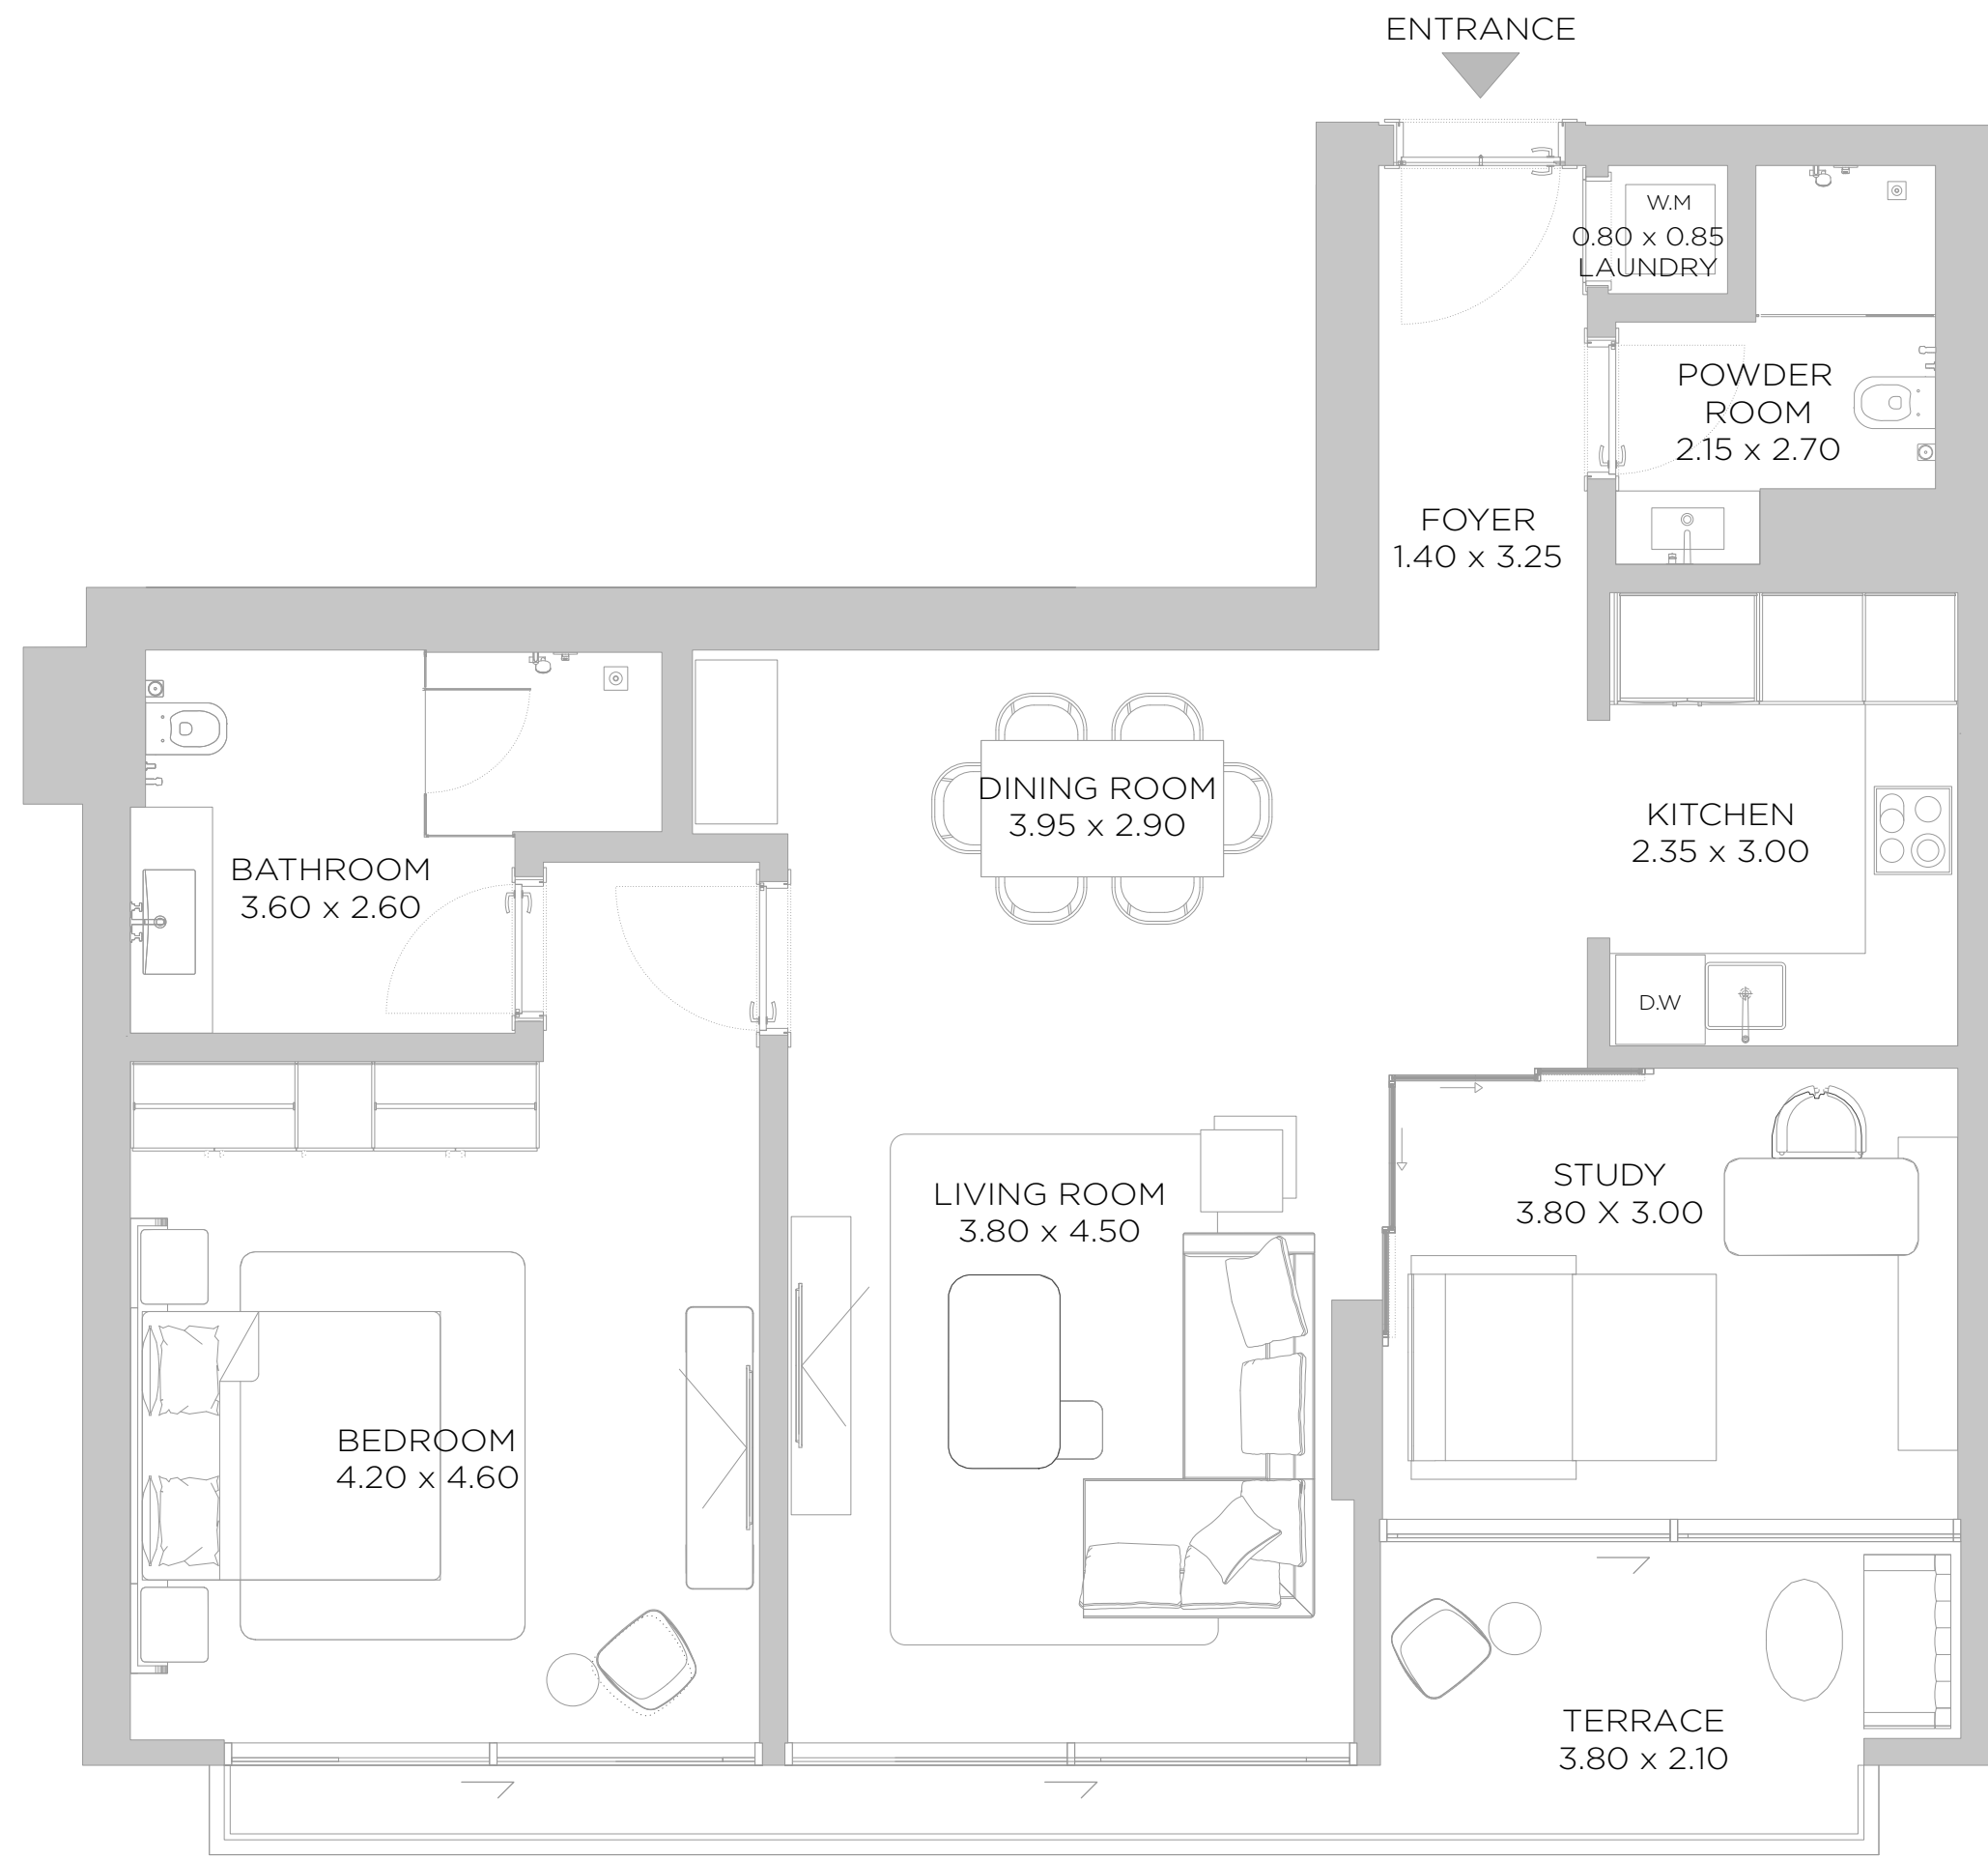 ENTRANCE
W.M
0.80 x 0.85
LAUNDRY
POWDER
ROOM
2.15 x 2.70
FOYER
1.40 x 3.25
DINING ROOM
3.95 x 2.90
KITCHEN
2.35 x 3.00
BATHROOM
3.60 x 2.60
D.W
LIVING ROOM
3.80 x 4.50
STUDY
3.80 X 3.00
BEDROOM
4.20 x 4.60
TERRACE
3.80 x 2.10